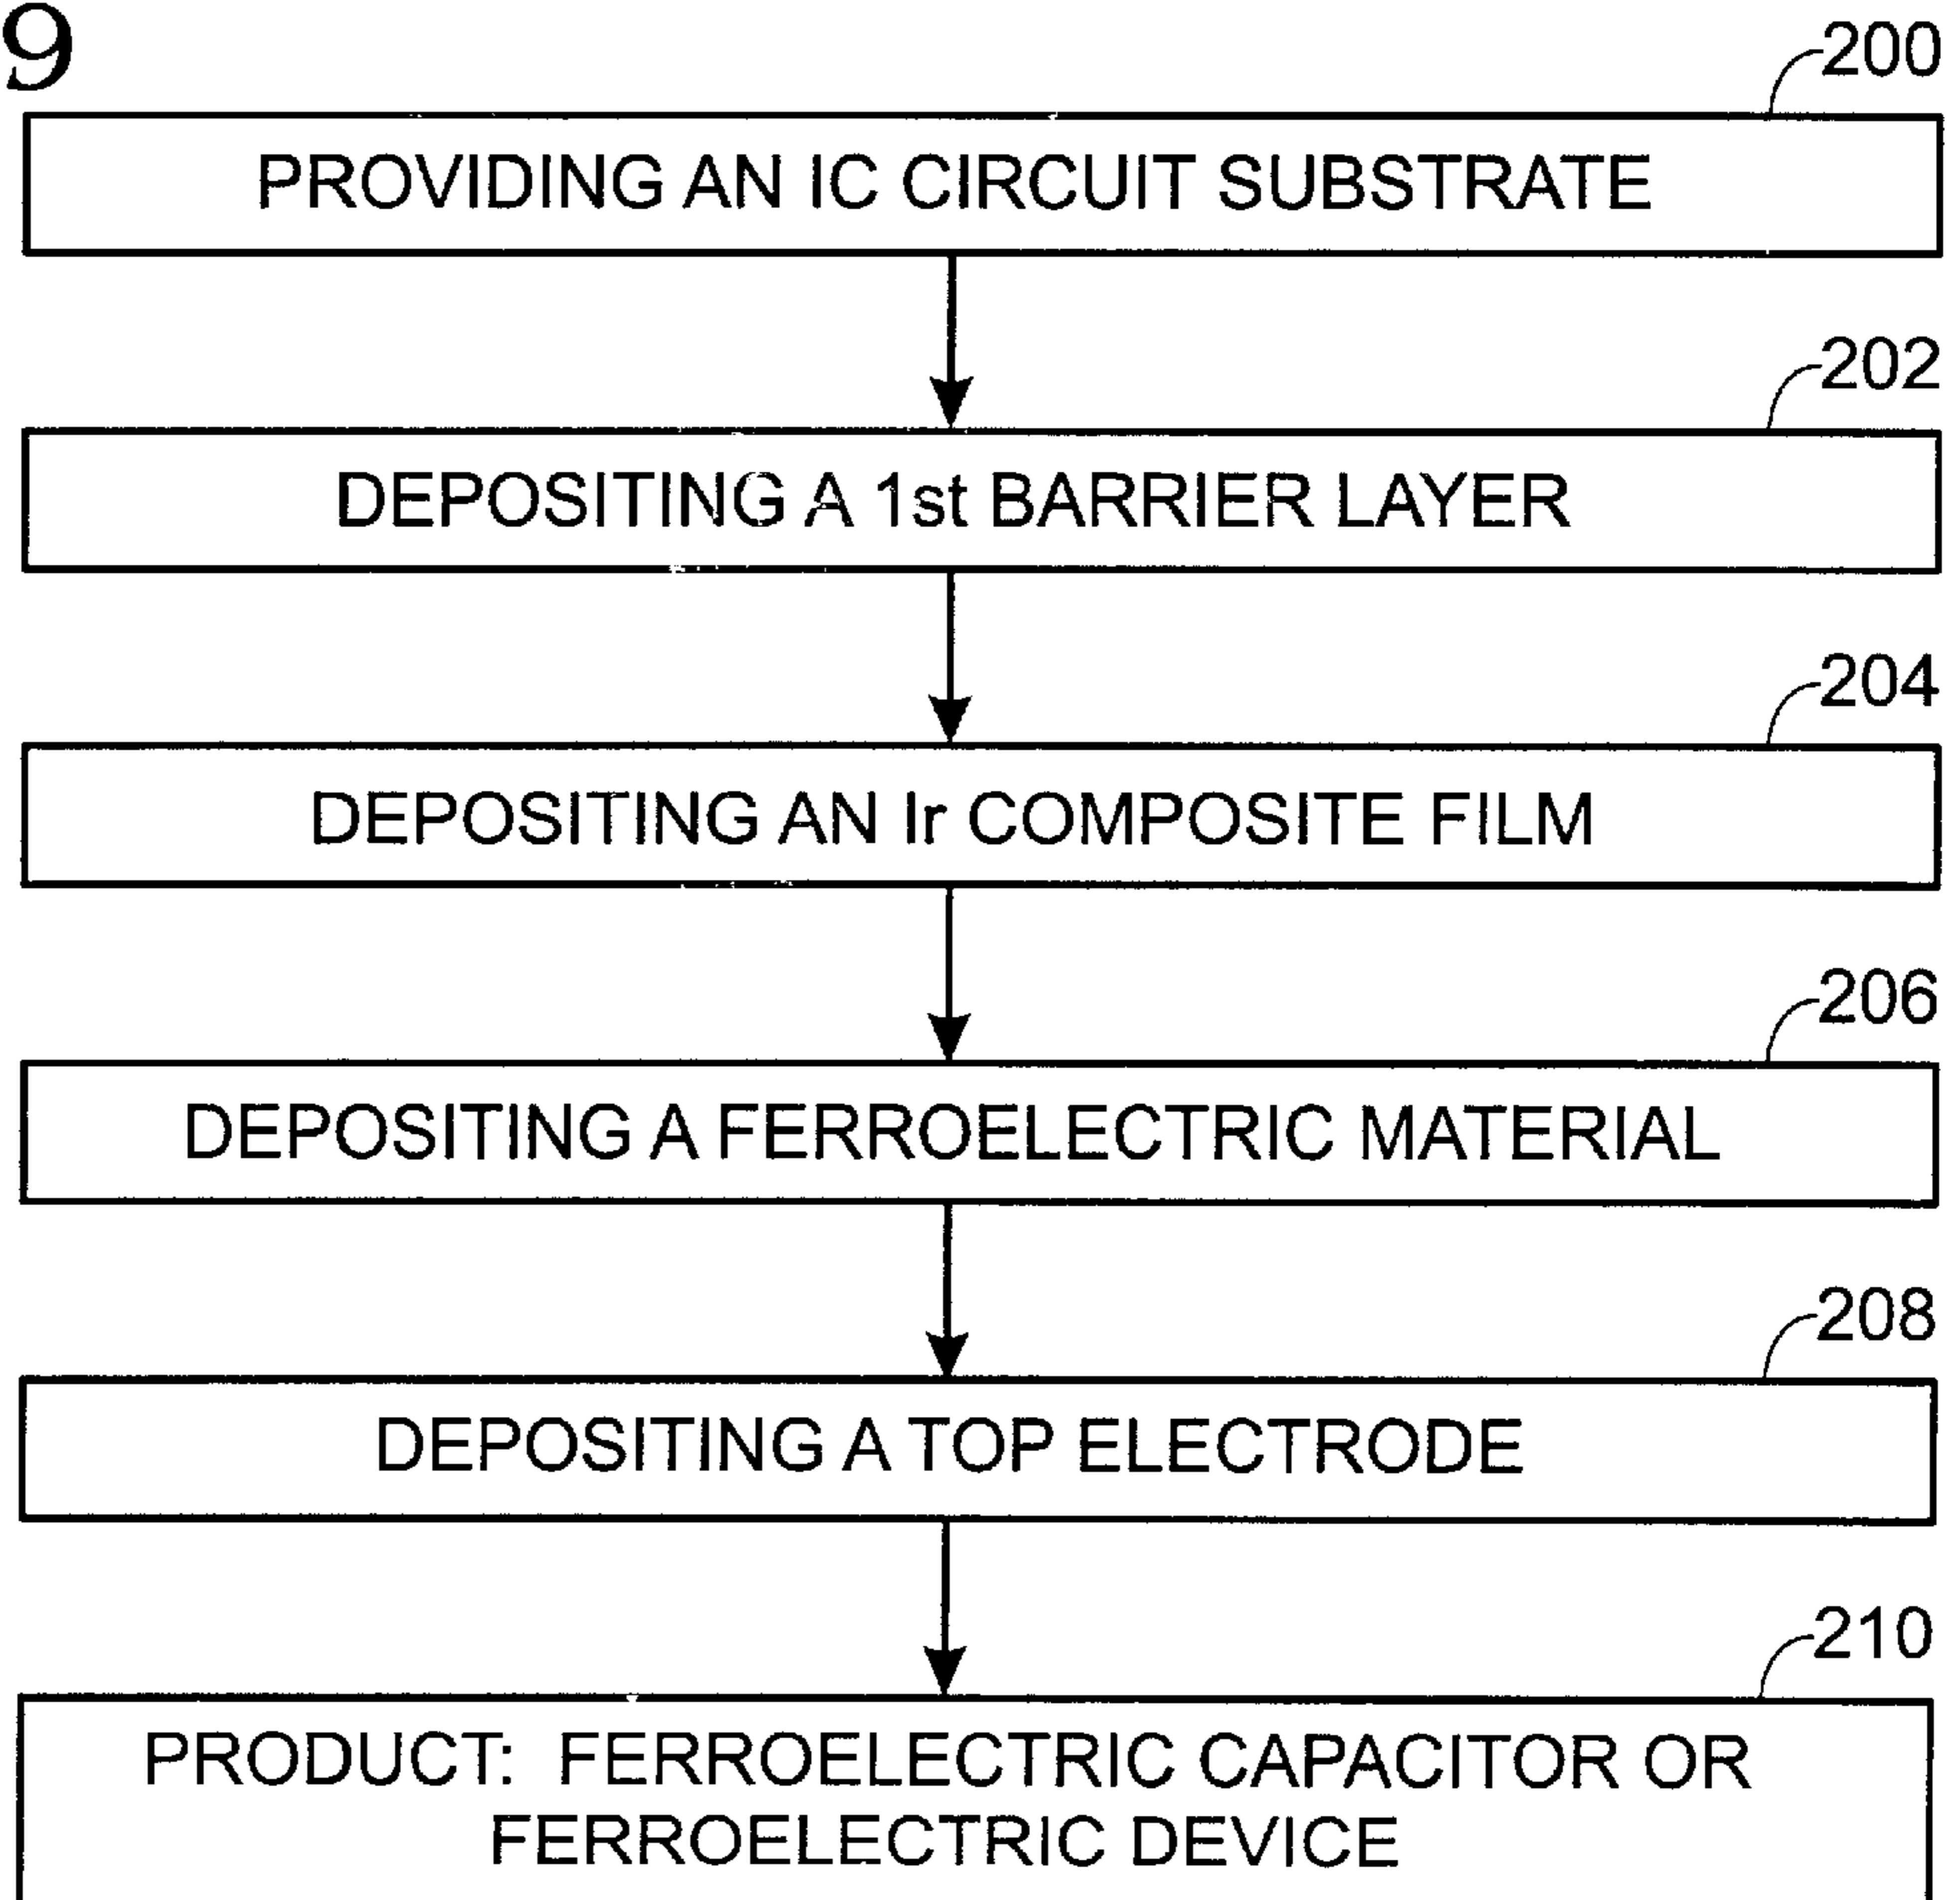 9
200
PROVIDING AN IC CIRCUIT SUBSTRATE
202
DEPOSITING A 1st BARRIER LAYER
204
DEPOSITING AN Ir COMPOSITE FILM
206
DEPOSITING A FERROELECTRIC MATERIAL
208
DEPOSITING A TOP ELECTRODE
210
PRODUCT: FERROELECTRIC CAPACITOR OR
FERROELECTRIC DEVICE